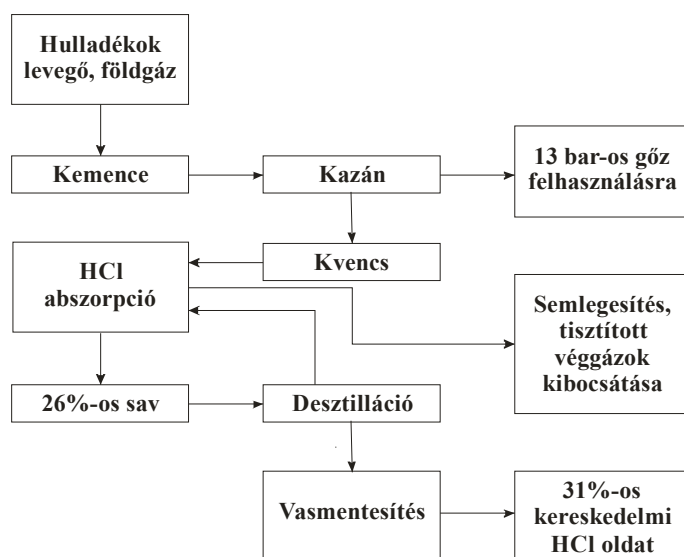 Hulladékok
levegő, földgáz
Kemence
Kazán
13 bar-os gőz
felhasználásra
Kvencs
HCl
abszorpció
Semlegesítés,
tisztított
véggázok
kibocsátása
26%-os sav
Desztilláció
Vasmentesítés
31%-os
kereskedelmi
HCl oldat